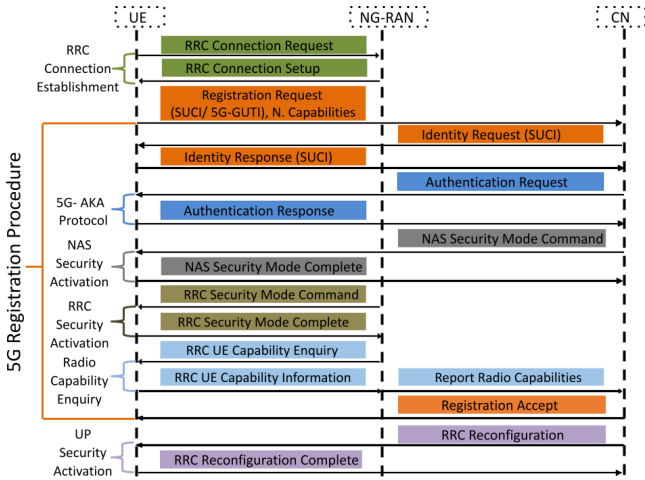 UE NG-RAN CN
RRC
Connection
Establishment
RRC Connection Request
RRC Connection Setup
Registration Request
(SUCI/ 5G-GUTI), N. Capabilities
Identity Request (SUCI)
Identity Response (SUCI)
5G Registration Procedure
5G- AKA
Protocol
Authentication Request
Authentication Response
NAS
Security
Activation
NAS Security Mode Command
NAS Security Mode Complete
RRC
Security
Activation
RRC Security Mode Command
RRC Security Mode Complete
Radio
Capability
Enquiry
RRC UE Capability Enquiry
RRC UE Capability Information
Report Radio Capabilities
Registration Accept
UP
Security
Activation
RRC Reconfiguration
RRC Reconfiguration Complete